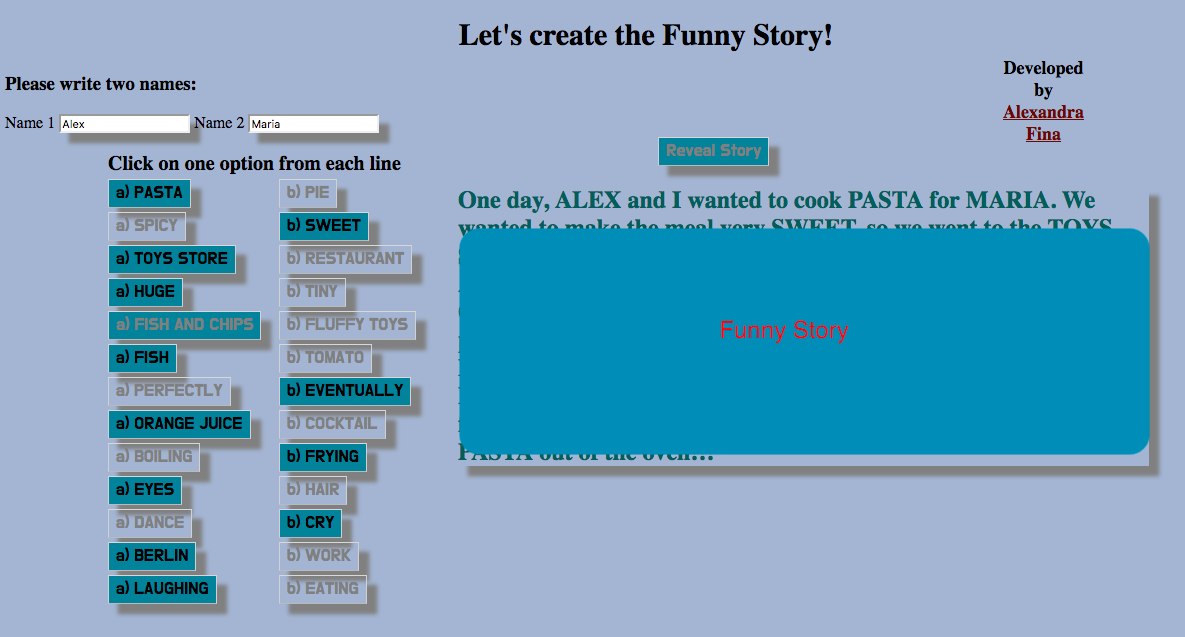 Let's create the Funny Story!
Developed
by
Alexandra
Fina
Please write two names:
Name 1 Alex Name 2 Maria
Click on one option from each line
a) PASTA b) PIE
a) SPICY b) SWEET
a) TOYS STORE b) RESTAURANT
a) HUGE b) TINY
a) FISH AND CHIPS b) FLUFFY TOYS
a) FISH b) TOMATO
a) PERFECTLY b) EVENTUALLY
a) ORANGE JUICE b) COCKTAIL
a) BOILING b) FRYING
a) EYES b) HAIR
a) DANCE b) CRY
a) BERLIN b) WORK
a) LAUGHING b) EATING
Reveal Story
One day, ALEX and I wanted to cook PASTA for MARIA. We
wanted to make the meal very SWEET, so we went to the TOYS
Funny Story
PASTA out of the oven...